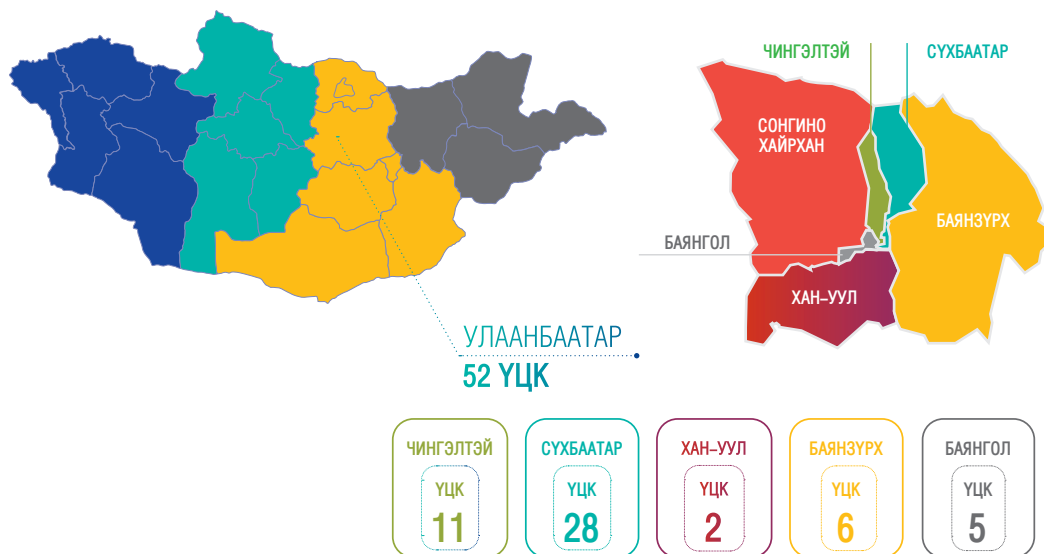 ЧИНГЭЛТЭЙ
СҮХБААТАР
СОНГИНО
ХАЙРХАН
БАЯНЗҮРХ
БАЯНГОЛ
ХАН-УУЛ
УЛААНБААТАР
52 ҮЦК
ЧИНГЭЛТЭЙ
ҮЦК
11
СҮХБААТАР
ҮЦК
28
ХАН-УУЛ
ҮЦК
2
БАЯНЗҮРХ
ҮЦК
6
БАЯНГОЛ
ҮЦК
5